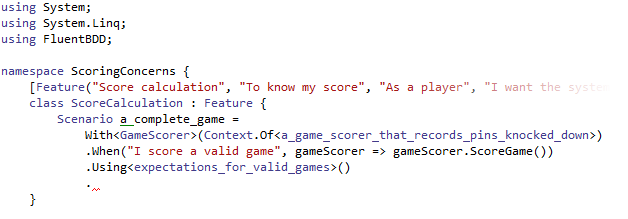 using System;
using System.Linq;
using FluentBDD;
namespace ScoringConcerns {
[Feature("Score calculation", "To know my score", "As a player", "I want the system
class ScoreCalculation : Feature {
Scenario a_complete_game =
With<GameScorer>(Context.Of<a_game_scorer_that_records_pins_knocked_down>)
.When("I score a valid game", gameScorer => gameScorer.ScoreGame())
.Using<expectations_for_valid_games>()
.
}